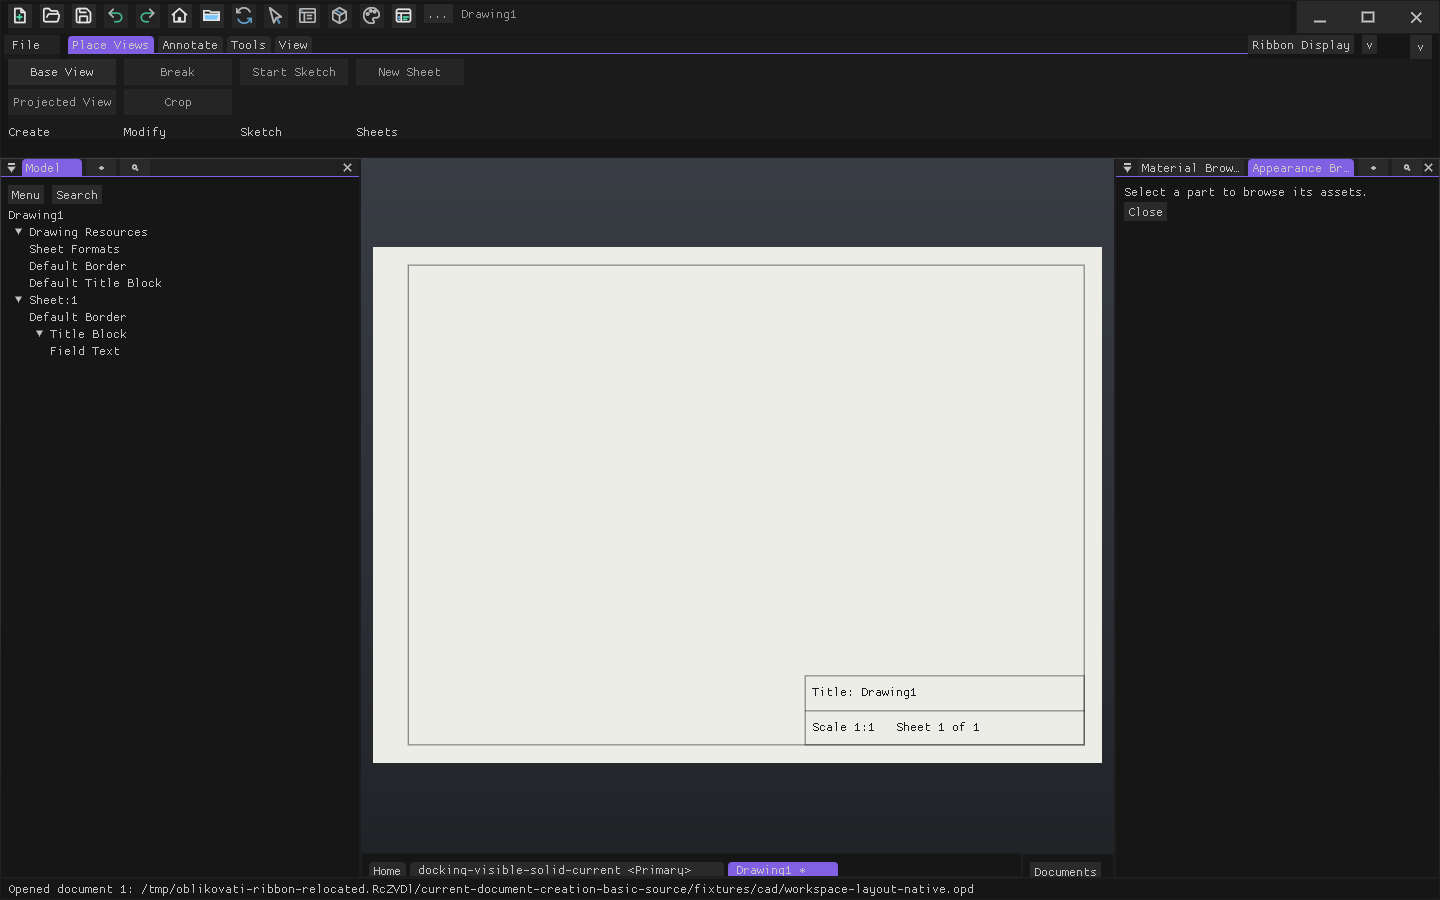 ... Drawing1
File Place Views Annotate Tools View Ribbon Display v v
Base View Break Start Sketch New Sheet
Projected View Crop
Create Modify Sketch Sheets
Model
Menu Search
Drawing1
Drawing Resources
Sheet Formats
Default Border
Default Title Block
Sheet:1
Default Border
Title Block
Field Text
Title: Drawing1
Scale 1:1 Sheet 1 of 1
Material Brow… Appearance Br…
Select a part to browse its assets.
Close
Home docking-visible-solid-current <Primary> Drawing1 * Documents
Opened document 1: /tmp/oblikovati-ribbon-relocated.RcZVDl/current-document-creation-basic-source/fixtures/cad/workspace-layout-native.opd